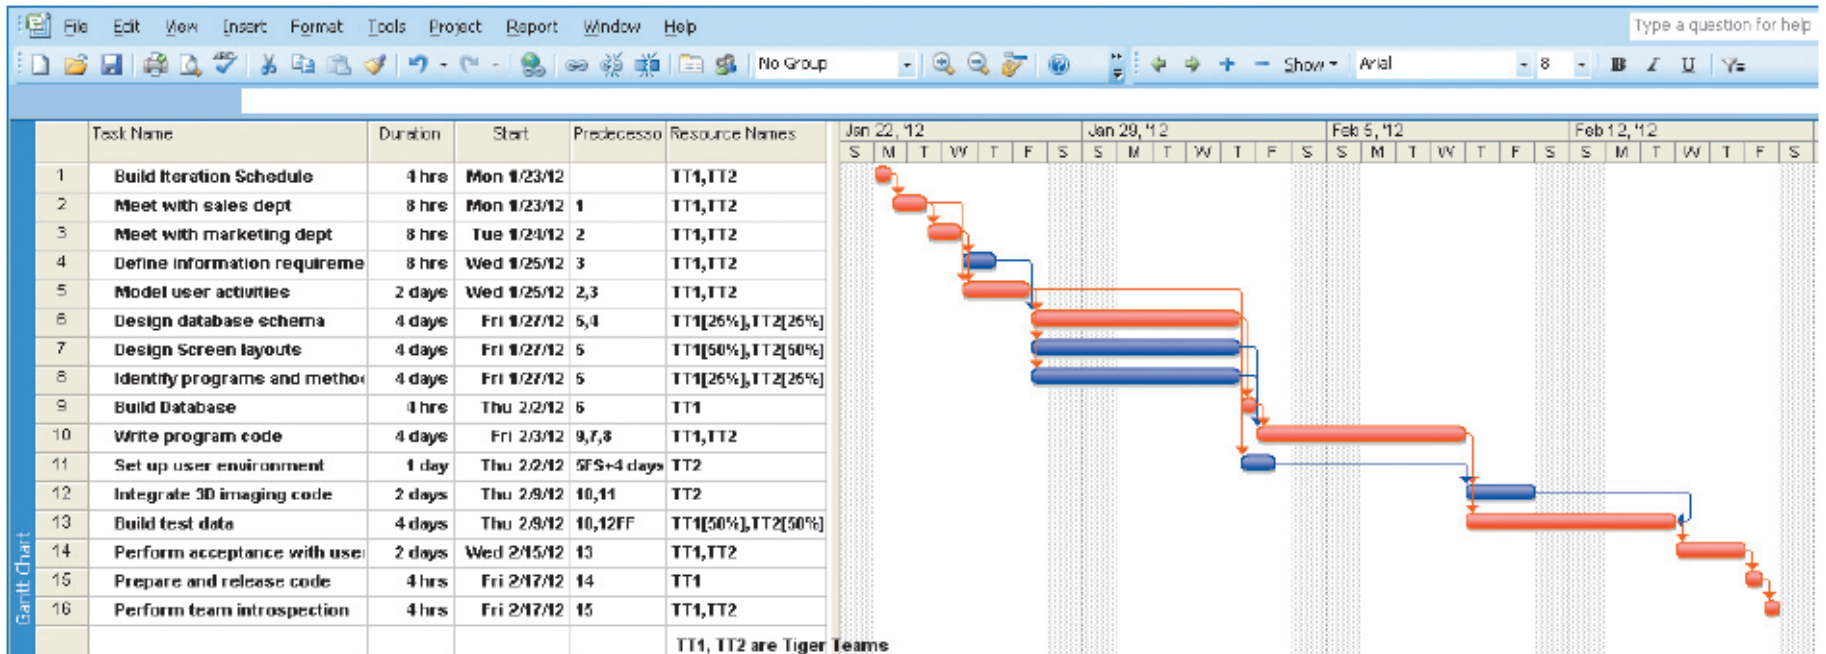 File Edit View Insert Format Tools Project Report Window Help Type a question for help
No Group Show Arial 8 B I U
Task Name Duration Start Predecesso Resource Names Jan 22, '12 Jan 29, '12 Feb 5, '12 Feb 12, '12
S M T W T F S S M T W T F S S M T W T F S S M T W T F S
1 Build Iteration Schedule 4 hrs Mon 1/23/12 TT1,TT2
2 Meet with sales dept 8 hrs Mon 1/23/12 1 TT1,TT2
3 Meet with marketing dept 8 hrs Tue 1/24/12 2 TT1,TT2
4 Define information requireme 8 hrs Wed 1/25/12 3 TT1,TT2
5 Model user activities 2 days Wed 1/25/12 2,3 TT1,TT2
6 Design database schema 4 days Fri 1/27/12 5,4 TT1[25%],TT2[25%]
7 Design Screen layouts 4 days Fri 1/27/12 5 TT1[50%],TT2[50%]
8 Identify programs and metho 4 days Fri 1/27/12 5 TT1[25%],TT2[25%]
9 Build Database 4 hrs Thu 2/2/12 6 TT1
10 Write program code 4 days Fri 2/3/12 9,7,8 TT1,TT2
11 Set up user environment 1 day Thu 2/2/12 5FS+4 days TT2
12 Integrate 3D imaging code 2 days Thu 2/9/12 10,11 TT2
13 Build test data 4 days Thu 2/9/12 10,12FF TT1[50%],TT2[50%]
14 Perform acceptance with use 2 days Wed 2/15/12 13 TT1,TT2
15 Prepare and release code 4 hrs Fri 2/17/12 14 TT1
16 Perform team introspection 4 hrs Fri 2/17/12 15 TT1,TT2
TT1, TT2 are Tiger Teams
Gantt Chart